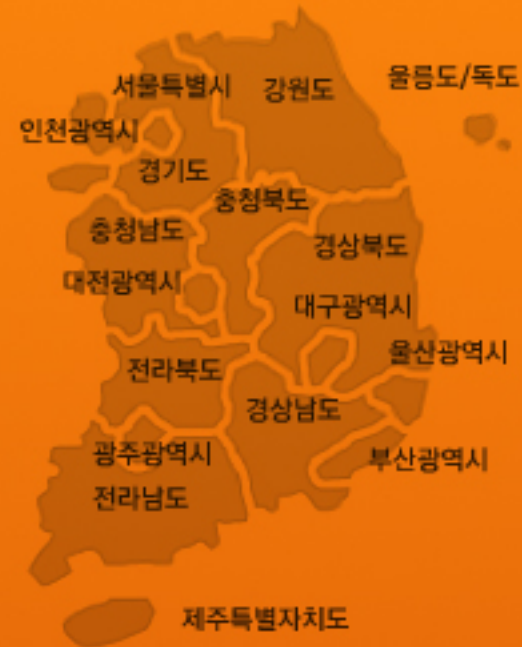 울릉도/독도
서울특별시
강원도
인천광역시
경기도
충청북도
충청남도
경상북도
대전광역시
대구광역시
울산광역시
전라북도
경상남도
광주광역시
부산광역시
전라남도
제주특별자치도